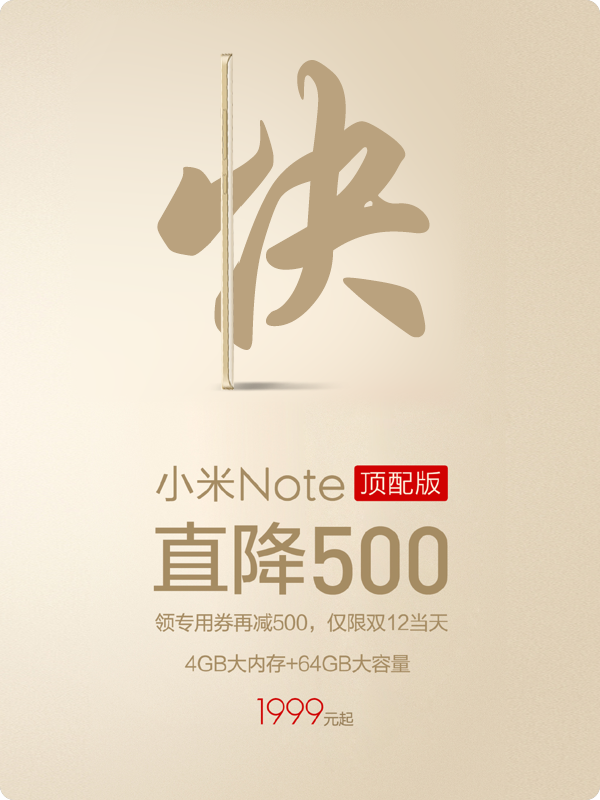 快
小米Note 顶配版
直降500
领专用券再减500，仅限双12当天
4GB大内存+64GB大容量
1999元起